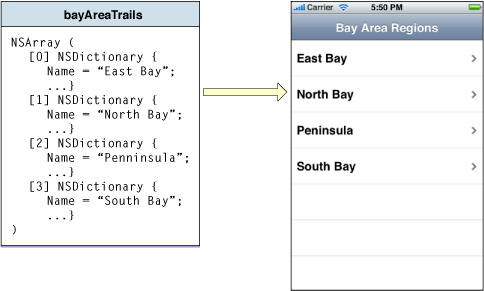 bayAreaTrails
NSArray (
[0] NSDictionary {
Name = “East Bay”;
...}
[1] NSDictionary {
Name = “North Bay”;
...}
[2] NSDictionary {
Name = “Penninsula”;
...}
[3] NSDictionary {
Name = “South Bay”;
...}
)
Carrier 5:50 PM
Bay Area Regions
East Bay
North Bay
Peninsula
South Bay